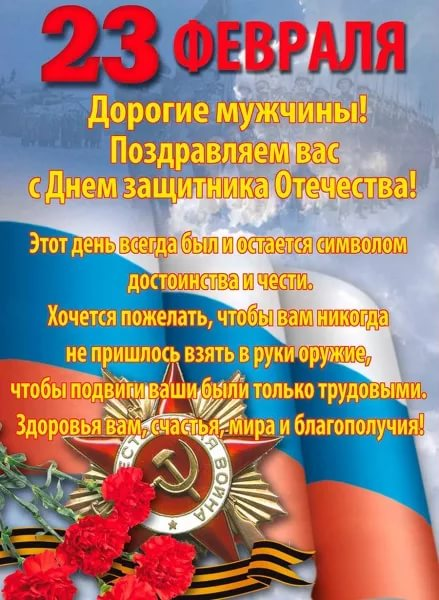 23 ФЕВРАЛЯ
Дорогие мужчины!
Поздравляем вас
с Днем защитника Отечества!
Этот день всегда был и остается символом
достоинства и чести.
Хочется пожелать, чтобы вам никогда
не пришлось взять в руки оружие,
чтобы подвиги ваши были только трудовыми.
Здоровья вам, счастья, мира и благополучия!
ВОЙНА